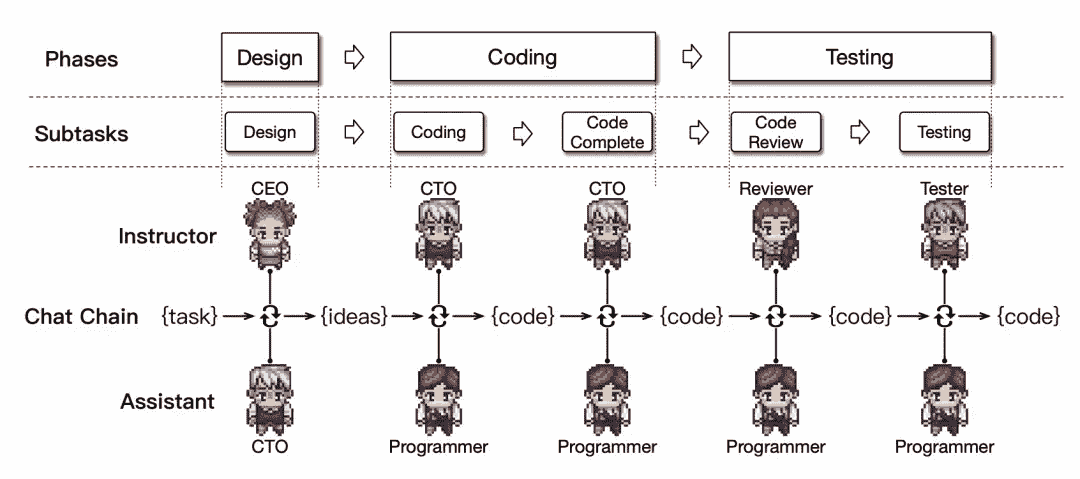 Phases Design Coding Testing
Subtasks Design Coding Code Complete Code Review Testing
CEO CTO CTO Reviewer Tester
Instructor
Chat Chain {task} {ideas} {code} {code} {code} {code}
Assistant
CTO Programmer Programmer Programmer Programmer